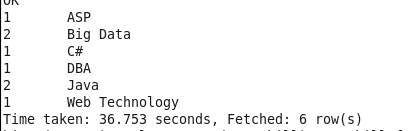 OK
1 ASP
2 Big Data
1 C#
1 DBA
2 Java
1 Web Technology
Time taken: 36.753 seconds, Fetched: 6 row(s)